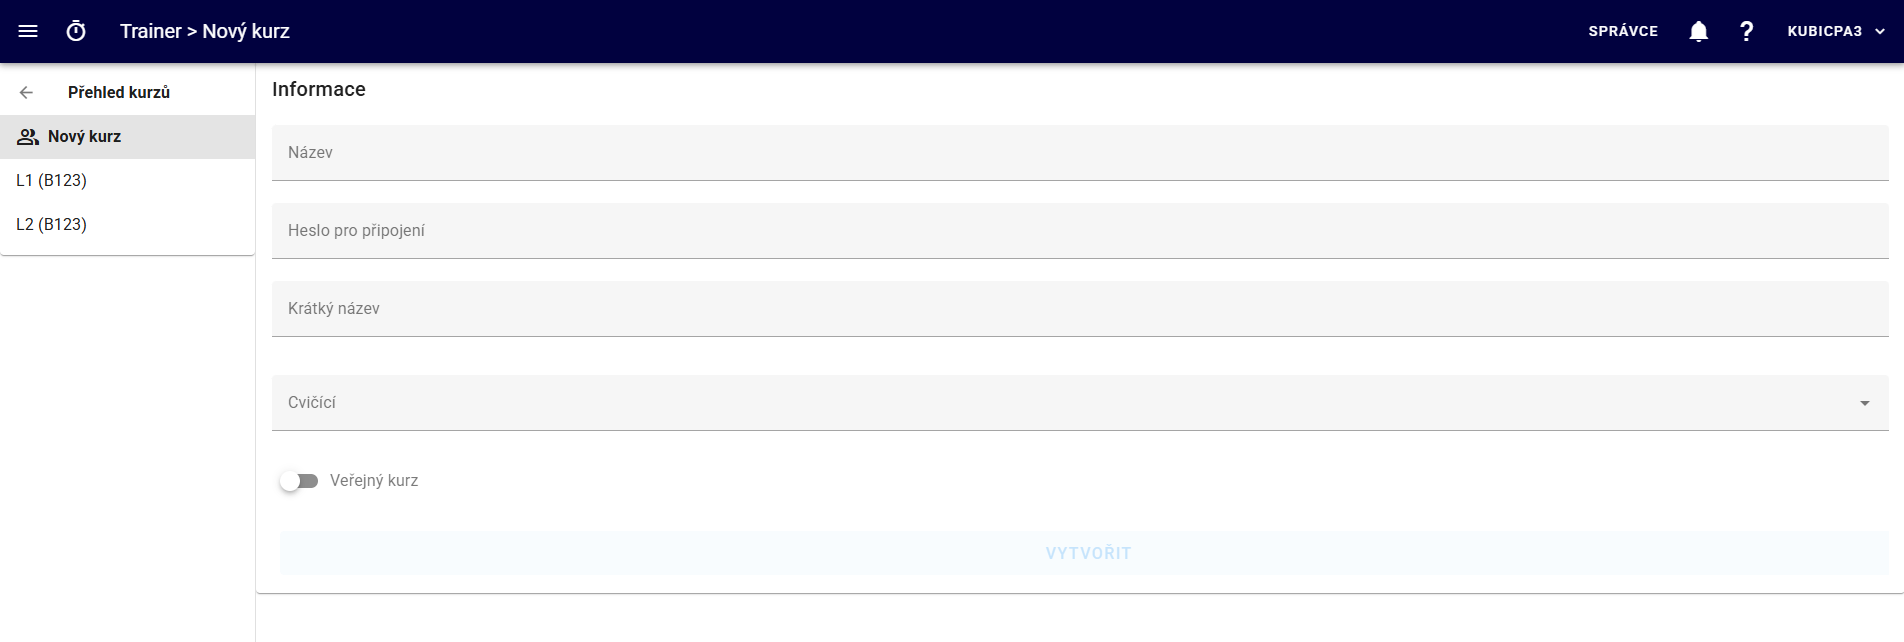 Trainer > Nový kurz
SPRÁVCE
KUBICPA3
Přehled kurzů
Nový kurz
L1 (B123)
L2 (B123)
Informace
Název
Heslo pro připojení
Krátký název
Cvičící
Veřejný kurz
VYTVOŘIT